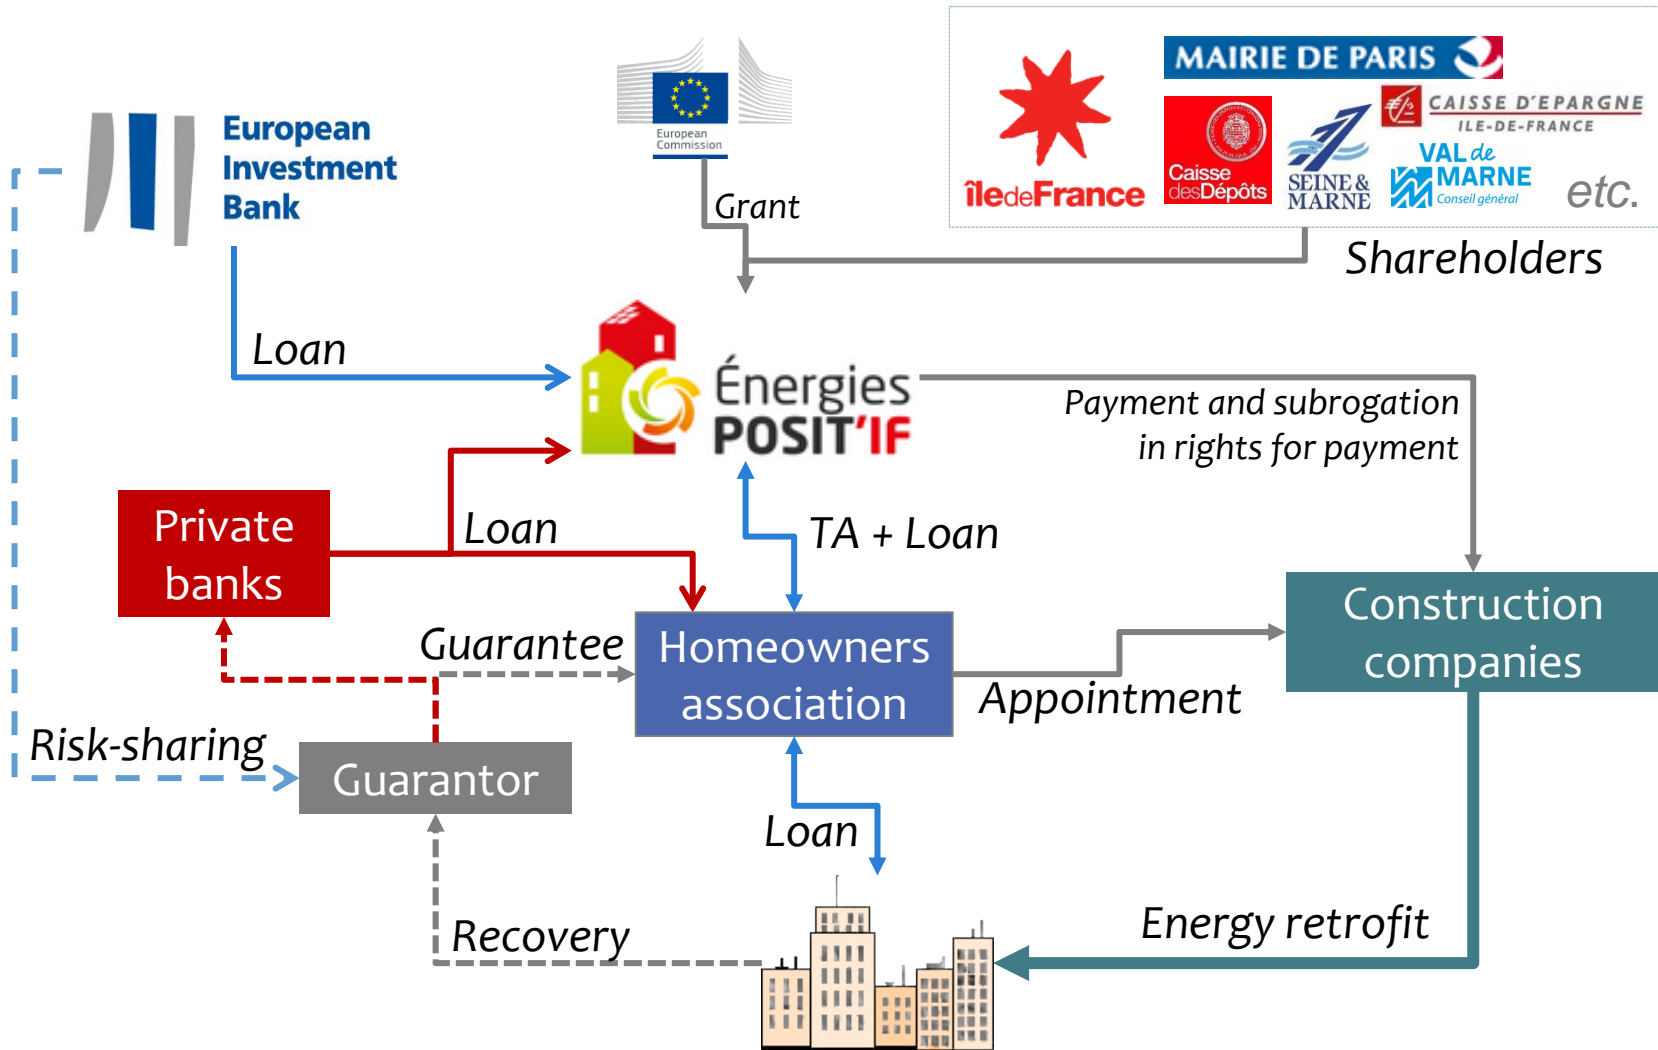 European
Investment
Bank
European
Commission
MAIRIE DE PARIS
îledeFrance
Caisse
desDépôts
SEINE &
MARNE
CAISSE D'EPARGNE
ILE-DE-FRANCE
VAL de
MARNE
Conseil général
etc.
Grant
Shareholders
Loan
Énergies
POSIT'IF
Payment and subrogation
in rights for payment
Private
banks
Loan
TA + Loan
Construction
companies
Guarantee
Homeowners
association
Appointment
Risk-sharing
Guarantor
Loan
Recovery
Energy retrofit